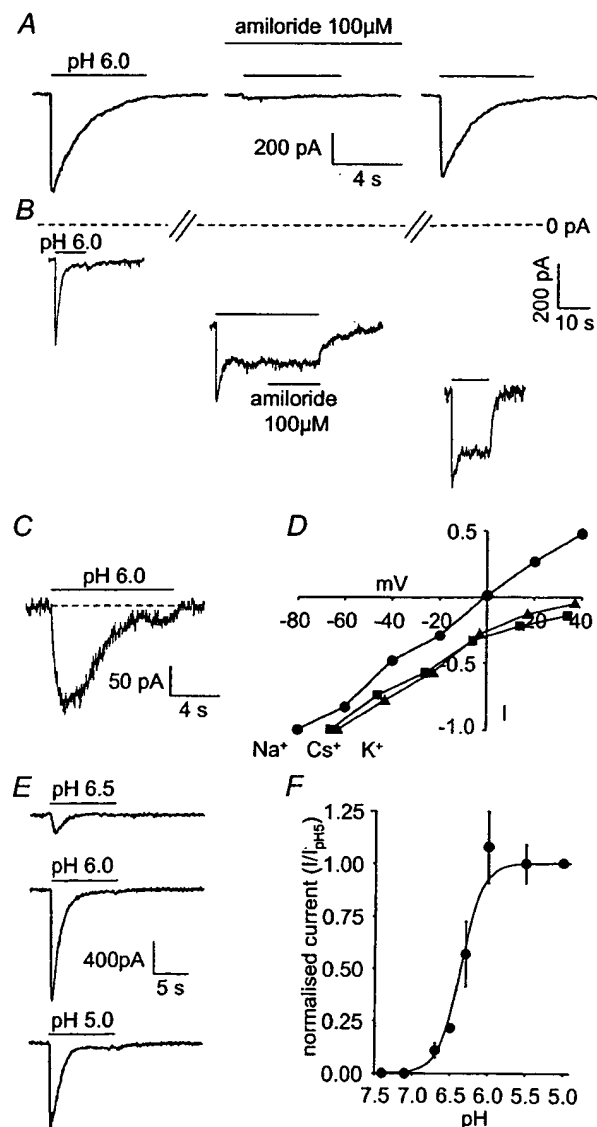 A
amiloride 100µM
pH 6.0
200 pA
4 s
B
0 pA
pH 6.0
200 pA
10 s
amiloride
100µM
C
pH 6.0
50 pA
4 s
D
0.5
mV
-80 -60 -40 -20 20 40
-0.5
-1.0
I
Na⁺ Cs⁺ K⁺
E
pH 6.5
pH 6.0
400pA
5 s
pH 5.0
F
normalised current (I/I pH5)
1.25
1.00
0.75
0.50
0.25
0.00
7.5 7.0 6.5 6.0 5.5 5.0
pH